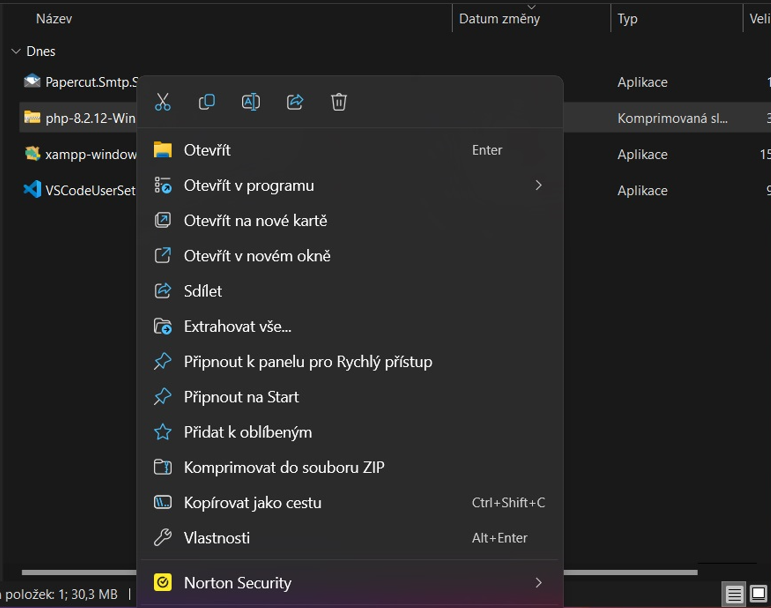 Název Datum změny Typ Veli
Dnes
Papercut.Smtp.S Aplikace 1
php-8.2.12-Win Komprimovaná sl... 3
xampp-window Aplikace 15
VSCodeUserSet Aplikace 9
Otevřít Enter
Otevřít v programu
Otevřít na nové kartě
Otevřít v novém okně
Sdílet
Extrahovat vše...
Připnout k panelu pro Rychlý přístup
Připnout na Start
Přidat k oblíbeným
Komprimovat do souboru ZIP
Kopírovat jako cestu Ctrl+Shift+C
Vlastnosti Alt+Enter
Norton Security
položek: 1; 30,3 MB